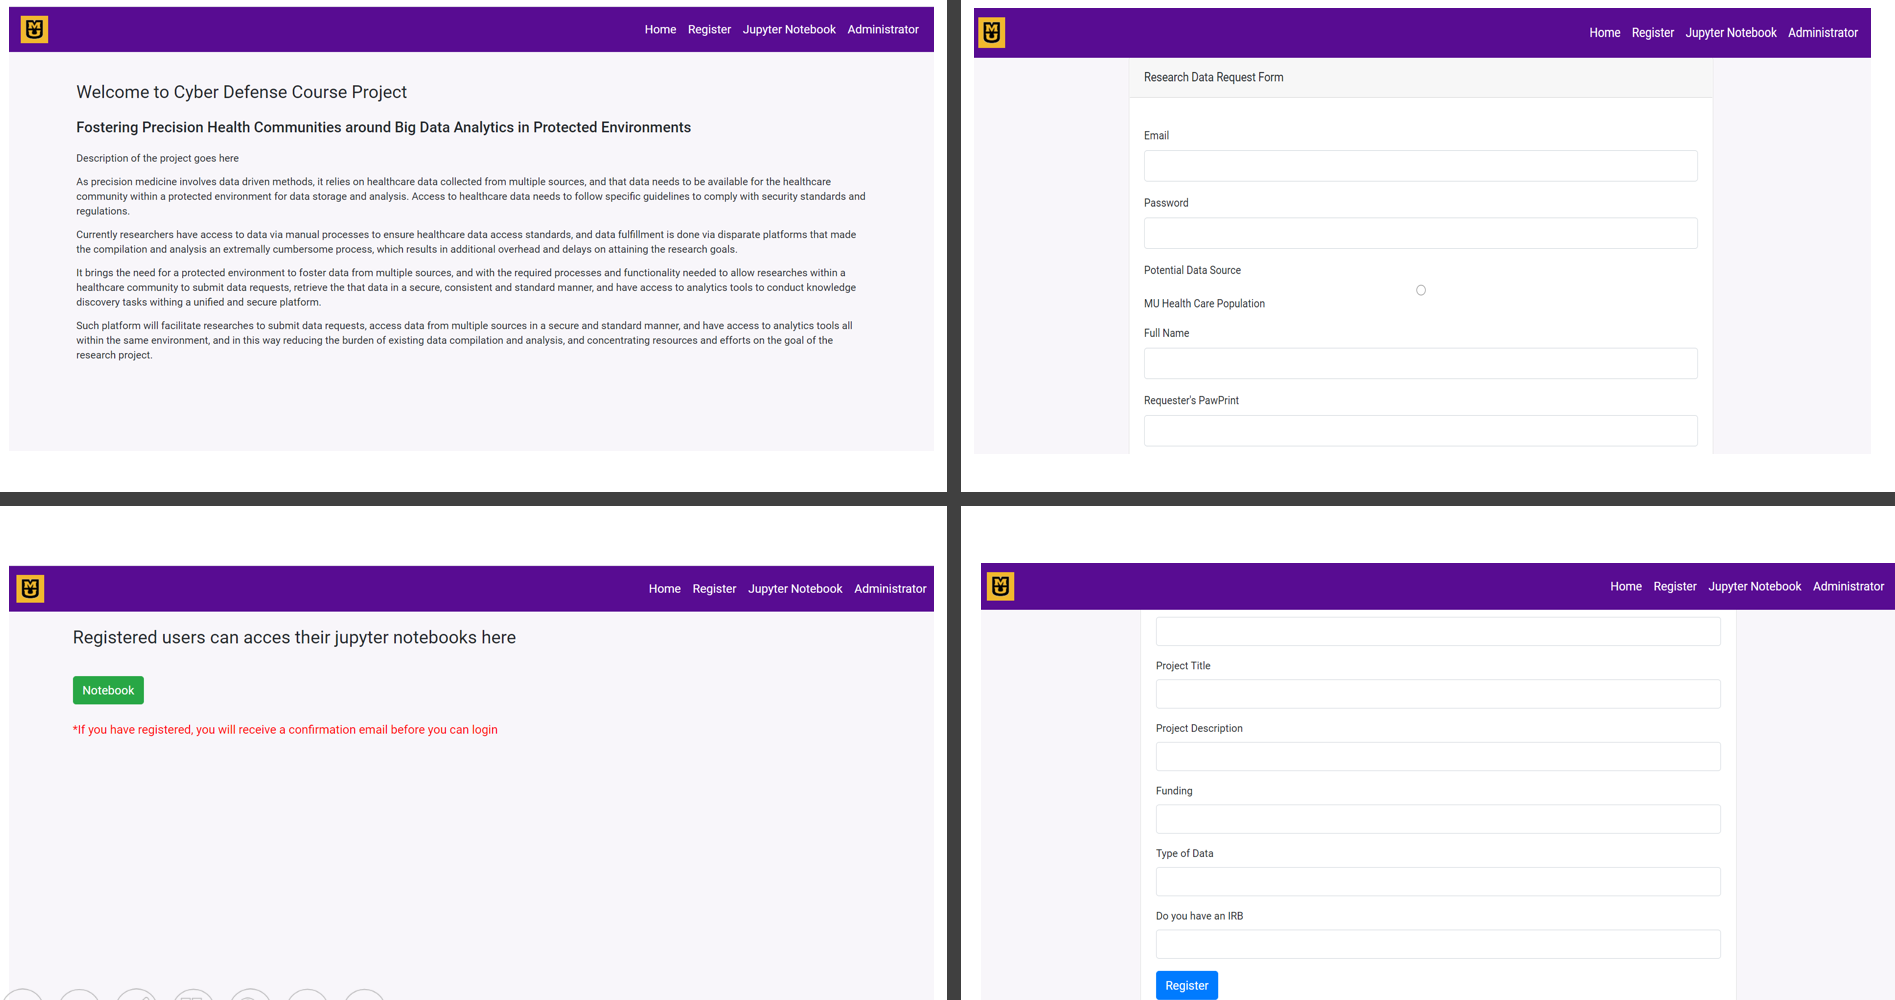 MU
Home Register Jupyter Notebook Administrator
Welcome to Cyber Defense Course Project
Fostering Precision Health Communities around Big Data Analytics in Protected Environments
Description of the project goes here
As precision medicine involves data driven methods, it relies on healthcare data collected from multiple sources, and that data needs to be available for the healthcare
community within a protected environment for data storage and analysis. Access to healthcare data needs to follow specific guidelines to comply with security standards and
regulations.
Currently researchers have access to data via manual processes to ensure healthcare data access standards, and data fulfillment is done via disparate platforms that made
the compilation and analysis an extremally cumbersome process, which results in additional overhead and delays on attaining the research goals.
It brings the need for a protected environment to foster data from multiple sources, and with the required processes and functionality needed to allow researches within a
healthcare community to submit data requests, retrieve the that data in a secure, consistent and standard manner, and have access to analytics tools to conduct knowledge
discovery tasks withing a unified and secure platform.
Such platform will facilitate researches to submit data requests, access data from multiple sources in a secure and standard manner, and have access to analytics tools all
within the same environment, and in this way reducing the burden of existing data compilation and analysis, and concentrating resources and efforts on the goal of the
research project.
MU
Home Register Jupyter Notebook Administrator
Research Data Request Form
Email
Password
Potential Data Source
MU Health Care Population
Full Name
Requester's PawPrint
MU
Home Register Jupyter Notebook Administrator
Registered users can acces their jupyter notebooks here
Notebook
*If you have registered, you will receive a confirmation email before you can login
MU
Home Register Jupyter Notebook Administrator
Project Title
Project Description
Funding
Type of Data
Do you have an IRB
Register